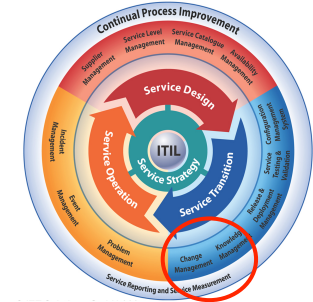 Continual Process Improvement
Supplier
Management
Service Level
Management
Service Catalogue
Management
Availability
Management
System
Configuration
Management
Service
Testing &
Validation
Release &
Deployment
Management
Knowledge
Management
Change
Management
Problem
Management
Event
Management
Incident
Management
Service Design
Service Transition
Service Operation
Service Strategy
ITIL
Service Reporting and Service Measurement